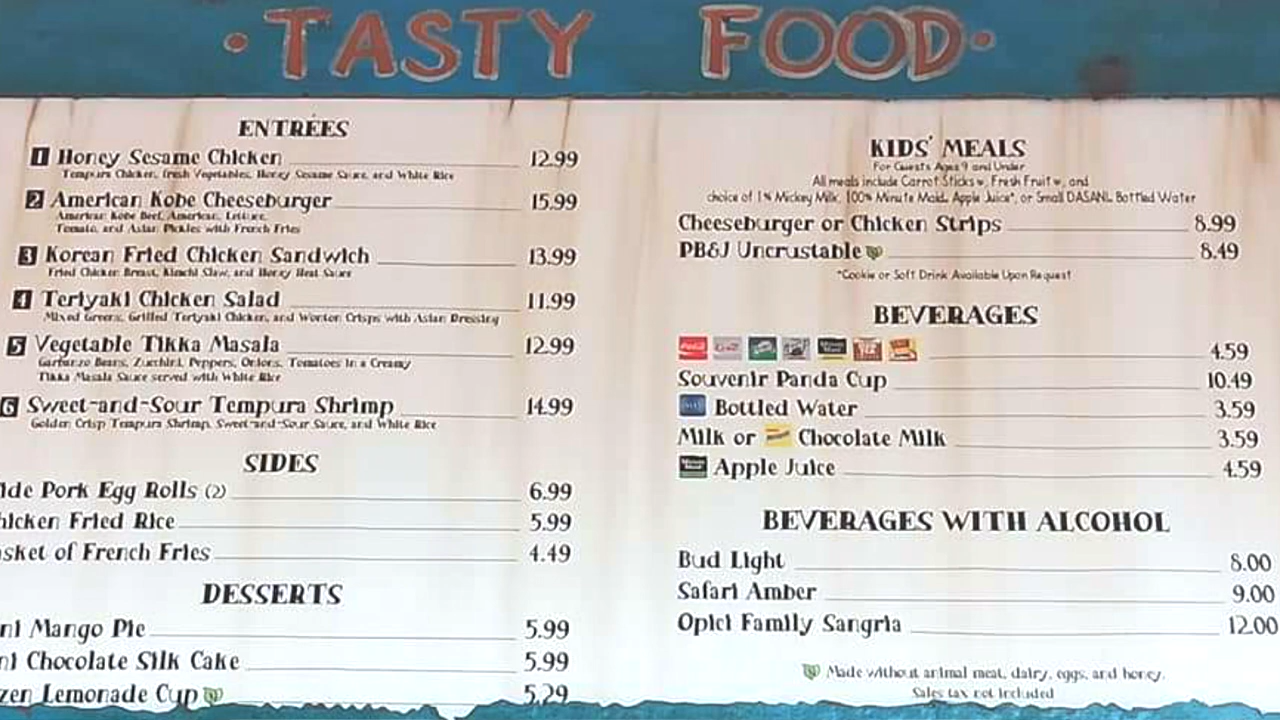 TASTY FOOD
ENTRÉES
1 Honey Sesame Chicken 12.99
Tempura Chicken, fresh Vegetables, Honey Sesame Sauce, and White Rice
2 American Kobe Cheeseburger 15.99
American Kobe Beef, American, Lettuce,
Tomato, and Asian Pickles with French Fries
3 Korean Fried Chicken Sandwich 13.99
Fried Chicken Breast, Kimchi Slaw, and Honey Heat Sauce
4 Teriyaki Chicken Salad 11.99
Mixed Greens, Grilled Teriyaki Chicken, and Wonton Crisps with Asian Dressing
5 Vegetable Tikka Masala 12.99
Garbanzo Beans, Zucchini, Peppers, Onions, Tomatoes in a Creamy
Tikka Masala Sauce served with White Rice
6 Sweet-and-Sour Tempura Shrimp 14.99
Golden Crisp Tempura Shrimp, Sweet-and-Sour Sauce, and White Rice
SIDES
Pork Egg Rolls (2) 6.99
hicken Fried Rice 5.99
sket of French Fries 4.49
DESSERTS
ni Mango Pie 5.99
ni Chocolate Silk Cake 5.99
zen Lemonade Cup 5.29
KIDS' MEALS
For Guests Ages 9 and Under
All meals include Carrot Sticks, Fresh Fruit, and
choice of 1% Mickey Milk, 100% Minute Maid® Apple Juice*, or Small DASANI® Bottled Water
Cheeseburger or Chicken Strips 8.99
PB&J Uncrustable 8.49
*Cookie or Soft Drink Available Upon Request
BEVERAGES
4.59
Souvenir Panda Cup 10.49
Bottled Water 3.59
Milk or Chocolate Milk 3.59
Apple Juice 4.59
BEVERAGES WITH ALCOHOL
Bud Light 8.00
Safari Amber 9.00
Opici Family Sangria 12.00
Made without animal meat, dairy, eggs, and honey.
Sales tax not included